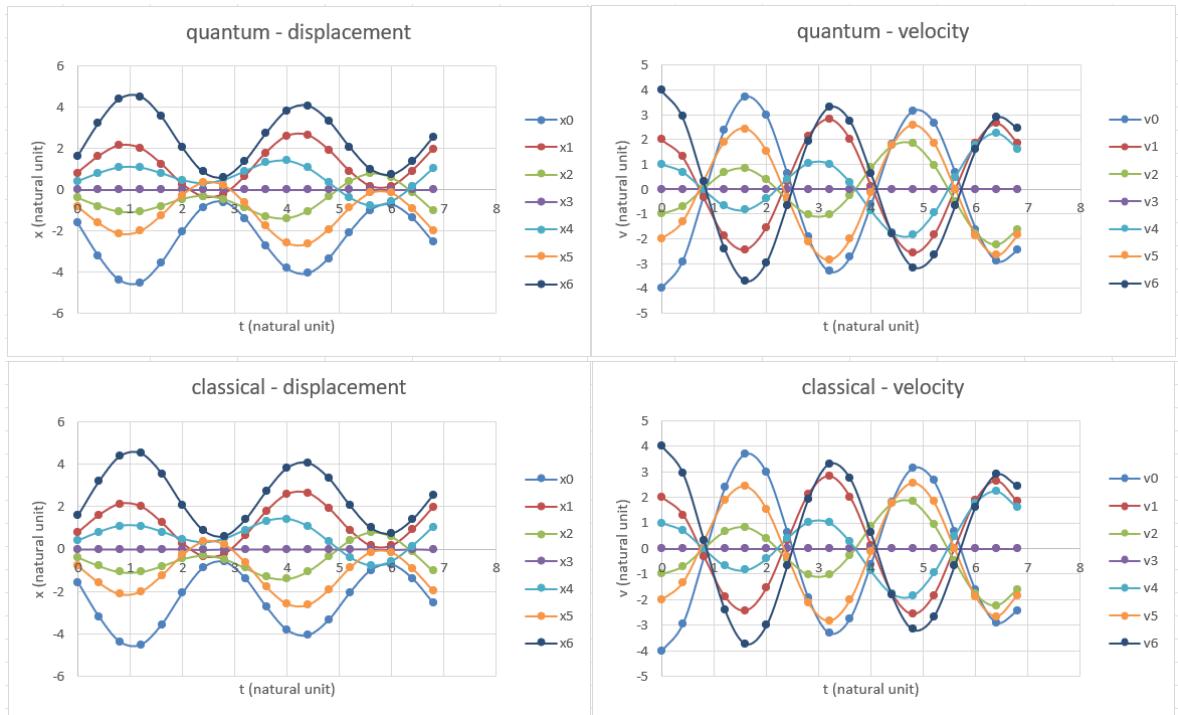 quantum - displacement
x (natural unit)
6
4
2
0
-2
-4
-6
0 1 2 3 4 5 6 7 8
t (natural unit)
x0
x1
x2
x3
x4
x5
x6
quantum - velocity
v (natural unit)
5
4
3
2
1
0
-1
-2
-3
-4
-5
0 1 2 3 4 5 6 7 8
t (natural unit)
v0
v1
v2
v3
v4
v5
v6
classical - displacement
x (natural unit)
6
4
2
0
-2
-4
-6
0 1 2 3 4 5 6 7 8
t (natural unit)
x0
x1
x2
x3
x4
x5
x6
classical - velocity
v (natural unit)
5
4
3
2
1
0
-1
-2
-3
-4
-5
0 1 2 3 4 5 6 7 8
t (natural unit)
v0
v1
v2
v3
v4
v5
v6